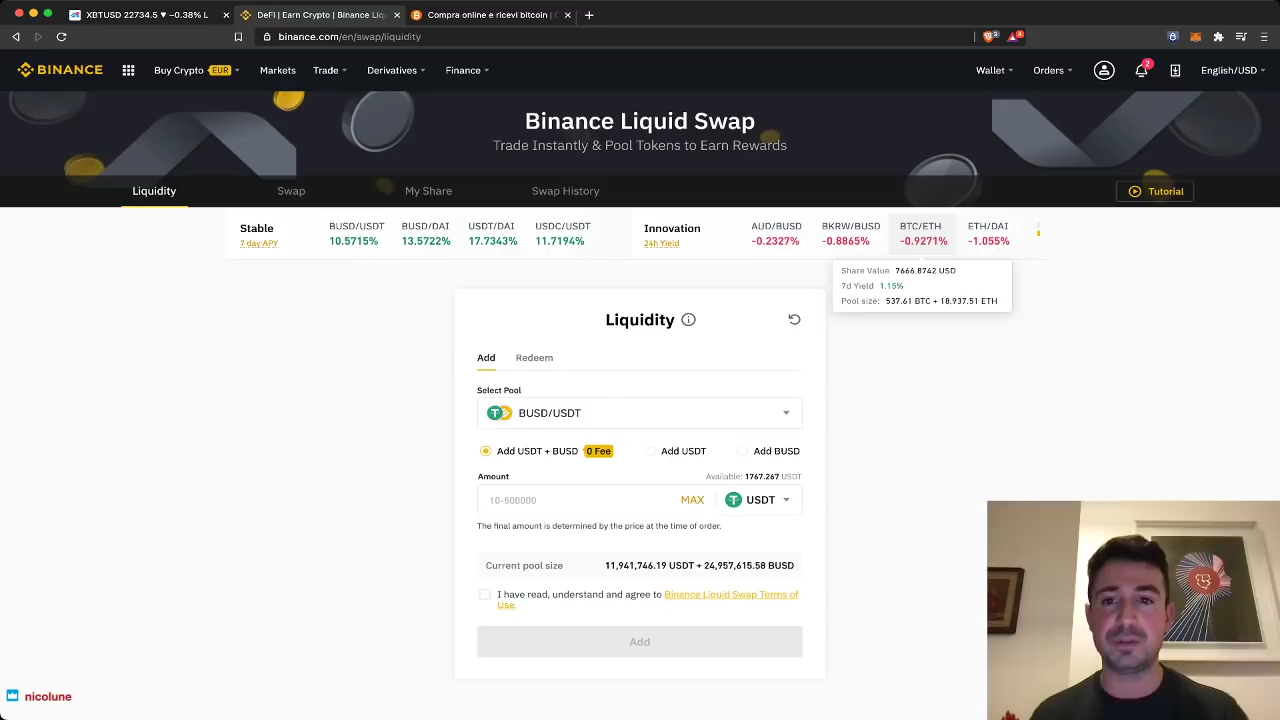 XBTUSD 22734.5 ▼ −0.38% L
DeFi | Earn Crypto | Binance Liq
Compra online e ricevi bitcoin | C
binance.com/en/swap/liquidity
BINANCE
Buy Crypto EUR
Markets
Trade
Derivatives
Finance
Wallet
Orders
2
English/USD
Binance Liquid Swap
Trade Instantly & Pool Tokens to Earn Rewards
Liquidity
Swap
My Share
Swap History
Tutorial
Stable
7 day APY
BUSD/USDT
10.5715%
BUSD/DAI
13.5722%
USDT/DAI
17.7343%
USDC/USDT
11.7194%
Innovation
24h Yield
AUD/BUSD
-0.2327%
BKRW/BUSD
-0.8865%
BTC/ETH
-0.9271%
ETH/DAI
-1.055%
Share Value 7666.8742 USD
7d Yield 1.15%
Pool size: 537.61 BTC + 18,937.51 ETH
Liquidity
Add
Redeem
Select Pool
BUSD/USDT
Add USDT + BUSD 0 Fee
Add USDT
Add BUSD
Amount
Available: 1767.267 USDT
10-500000
MAX
USDT
The final amount is determined by the price at the time of order.
Current pool size
11,941,746.19 USDT + 24,957,615.58 BUSD
I have read, understand and agree to Binance Liquid Swap Terms of
Use.
Add
nicolune